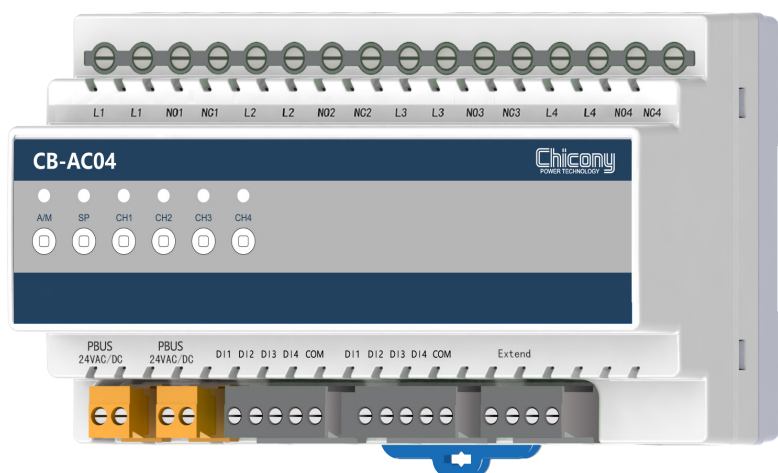 L1 L1 NO1 NC1 L2 L2 NO2 NC2 L3 L3 NO3 NC3 L4 L4 NO4 NC4
CB-AC04
Chicony
POWER TECHNOLOGY
A/M SP CH1 CH2 CH3 CH4
PBUS PBUS
24VAC/DC 24VAC/DC DI1 DI2 DI3 DI4 COM DI1 DI2 DI3 DI4 COM Extend